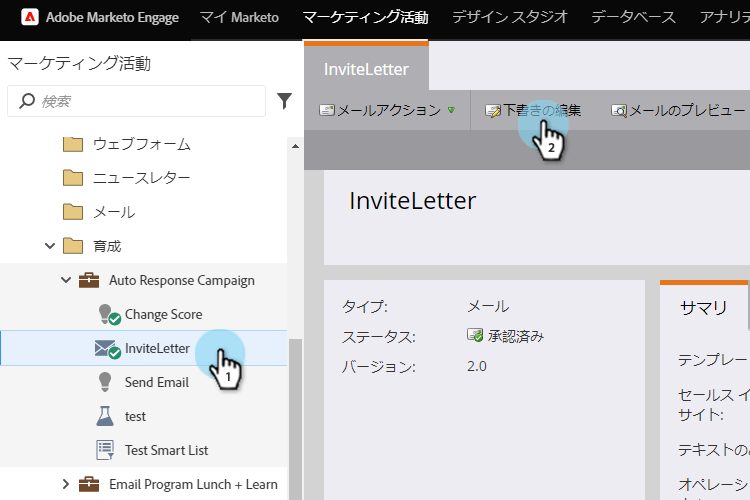 Adobe Marketo Engage
マイ Marketo
マーケティング活動
デザイン スタジオ
データベース
アナリテ
マーケティング活動
検索
ウェブフォーム
ニュースレター
メール
育成
Auto Response Campaign
Change Score
InviteLetter
1
Send Email
test
Test Smart List
Email Program Lunch + Learn
InviteLetter
メールアクション
下書きの編集
2
メールのプレビュー
InviteLetter
タイプ: メール
ステータス: 承認済み
バージョン: 2.0
サマリ
テンプレー
セールス イ
サイト:
テキストのみ
オペレーシ